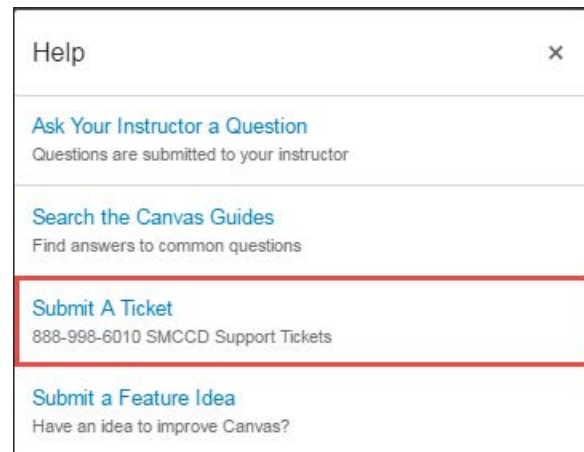 Help ×
Ask Your Instructor a Question
Questions are submitted to your instructor
Search the Canvas Guides
Find answers to common questions
Submit A Ticket
888-998-6010 SMCCD Support Tickets
Submit a Feature Idea
Have an idea to improve Canvas?